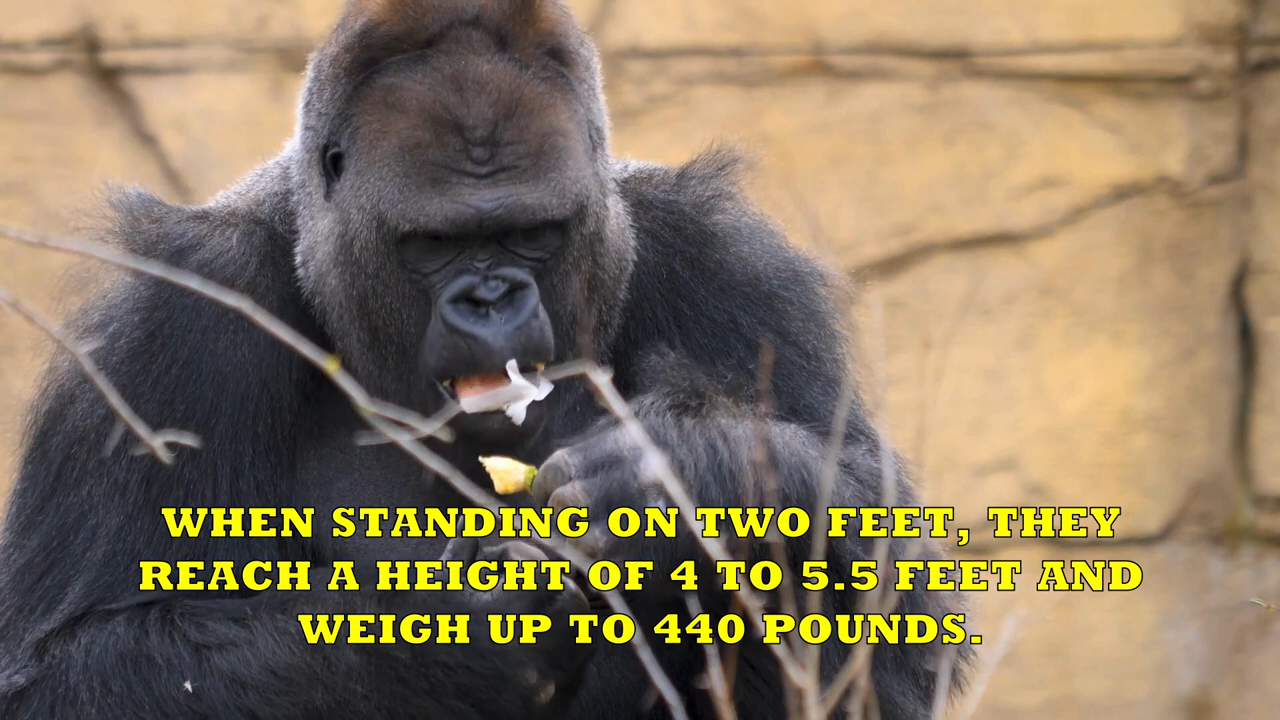 WHEN STANDING ON TWO FEET, THEY
REACH A HEIGHT OF 4 TO 5.5 FEET AND
WEIGH UP TO 440 POUNDS.